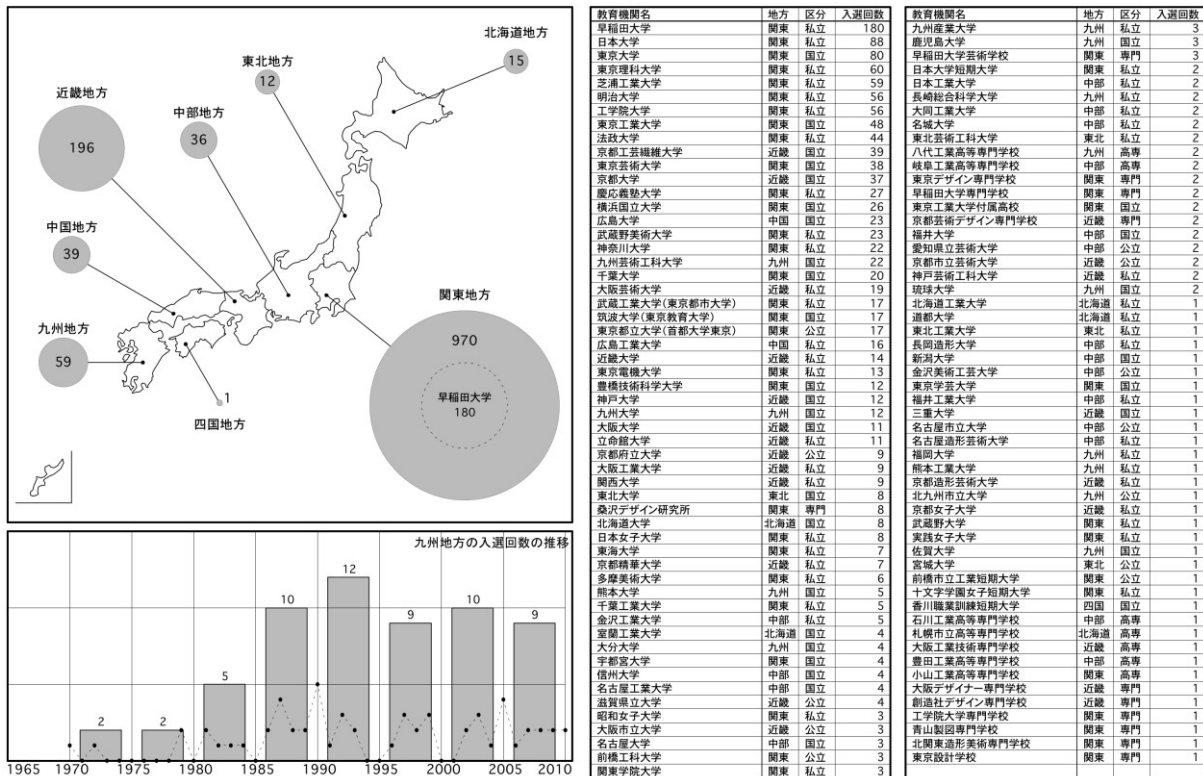 北海道地方
15
東北地方
12
近畿地方
196
中部地方
36
中国地方
39
関東地方
970
早稲田大学
180
九州地方
59
1
四国地方
九州地方の入選回数の推移
12
10
10
9
9
5
2
2
1965 1970 1975 1980 1985 1990 1995 2000 2005 2010
教育機関名 地方 区分 入選回数
早稲田大学 関東 私立 180
日本大学 関東 私立 88
東京大学 関東 国立 80
東京理科大学 関東 私立 60
芝浦工業大学 関東 私立 59
明治大学 関東 私立 56
工学院大学 関東 私立 56
東京工業大学 関東 国立 48
法政大学 関東 私立 44
京都工芸繊維大学 近畿 国立 39
東京芸術大学 関東 国立 38
京都大学 近畿 国立 37
慶応義塾大学 関東 私立 27
横浜国立大学 関東 国立 26
広島大学 中国 国立 23
武蔵野美術大学 関東 私立 23
神奈川大学 関東 私立 22
九州芸術工科大学 九州 国立 22
千葉大学 関東 国立 20
大阪芸術大学 近畿 私立 19
武蔵工業大学(東京都市大学) 関東 私立 17
筑波大学(東京教育大学) 関東 国立 17
東京都立大学(首都大学東京) 関東 公立 17
広島工業大学 中国 私立 16
近畿大学 近畿 私立 14
東京電機大学 関東 私立 13
豊橋技術科学大学 関東 国立 12
神戸大学 近畿 国立 12
九州大学 九州 国立 12
大阪大学 近畿 国立 11
立命館大学 近畿 私立 11
京都府立大学 近畿 公立 9
大阪工業大学 近畿 私立 9
関西大学 近畿 私立 9
東北大学 東北 国立 8
桑沢デザイン研究所 関東 専門 8
北海道大学 北海道 国立 8
日本女子大学 関東 私立 8
東海大学 関東 私立 7
京都精華大学 近畿 私立 7
多摩美術大学 関東 私立 6
熊本大学 九州 国立 5
千葉工業大学 関東 私立 5
金沢工業大学 中部 私立 5
室蘭工業大学 北海道 国立 4
大分大学 九州 国立 4
宇都宮大学 関東 国立 4
信州大学 中部 国立 4
名古屋工業大学 中部 国立 4
滋賀県立大学 近畿 公立 4
昭和女子大学 関東 私立 3
大阪市立大学 近畿 公立 3
名古屋大学 中部 国立 3
前橋工科大学 関東 公立 3
関東学院大学 関東 私立 3
教育機関名 地方 区分 入選回数
九州産業大学 九州 私立 3
鹿児島大学 九州 国立 3
早稲田大学芸術学校 関東 専門 3
日本大学短期大学 関東 私立 2
日本工業大学 中部 私立 2
長崎総合科学大学 九州 私立 2
大同工業大学 中部 私立 2
名城大学 中部 私立 2
東北芸術工科大学 東北 私立 2
八代工業高等専門学校 九州 高専 2
岐阜工業高等専門学校 中部 高専 2
東京デザイン専門学校 関東 専門 2
早稲田大学専門学校 関東 専門 2
東京工業大学付属高校 関東 国立 2
京都芸術デザイン専門学校 近畿 専門 2
福井大学 中部 国立 2
愛知県立芸術大学 中部 公立 2
京都市立芸術大学 近畿 公立 2
神戸芸術工科大学 近畿 私立 2
琉球大学 九州 国立 2
北海道工業大学 北海道 私立 1
道都大学 北海道 私立 1
東北工業大学 東北 私立 1
長岡造形大学 中部 私立 1
新潟大学 中部 国立 1
金沢美術工芸大学 中部 公立 1
東京学芸大学 関東 国立 1
福井工業大学 中部 私立 1
三重大学 近畿 国立 1
名古屋市立大学 中部 公立 1
名古屋造形芸術大学 中部 私立 1
福岡大学 九州 私立 1
熊本工業大学 九州 私立 1
京都造形芸術大学 近畿 私立 1
北九州市立大学 九州 公立 1
京都女子大学 近畿 私立 1
武蔵野大学 関東 私立 1
実践女子大学 関東 私立 1
佐賀大学 九州 国立 1
宮城大学 東北 公立 1
前橋市立工業短期大学 関東 公立 1
十文字学園女子短期大学 関東 私立 1
香川職業訓練短期大学 四国 国立 1
石川工業高等専門学校 中部 高専 1
札幌市立高等専門学校 北海道 高専 1
大阪工業技術専門学校 近畿 高専 1
豊田工業高等専門学校 中部 高専 1
小山工業高等専門学校 関東 高専 1
大阪デザイナー専門学校 近畿 専門 1
創造社デザイン専門学校 近畿 専門 1
工学院大学専門学校 関東 専門 1
青山製図専門学校 関東 専門 1
北関東造形美術専門学校 関東 専門 1
東京設計学校 関東 専門 1